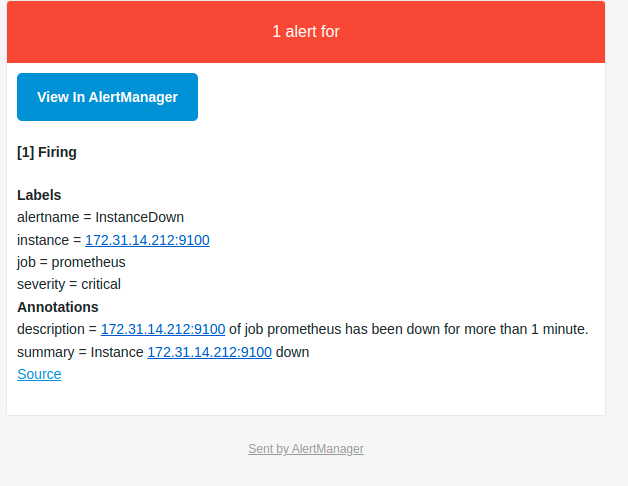 1 alert for
View In AlertManager
[1] Firing
Labels
alertname = InstanceDown
instance = 172.31.14.212:9100
job = prometheus
severity = critical
Annotations
description = 172.31.14.212:9100 of job prometheus has been down for more than 1 minute.
summary = Instance 172.31.14.212:9100 down
Source
Sent by AlertManager